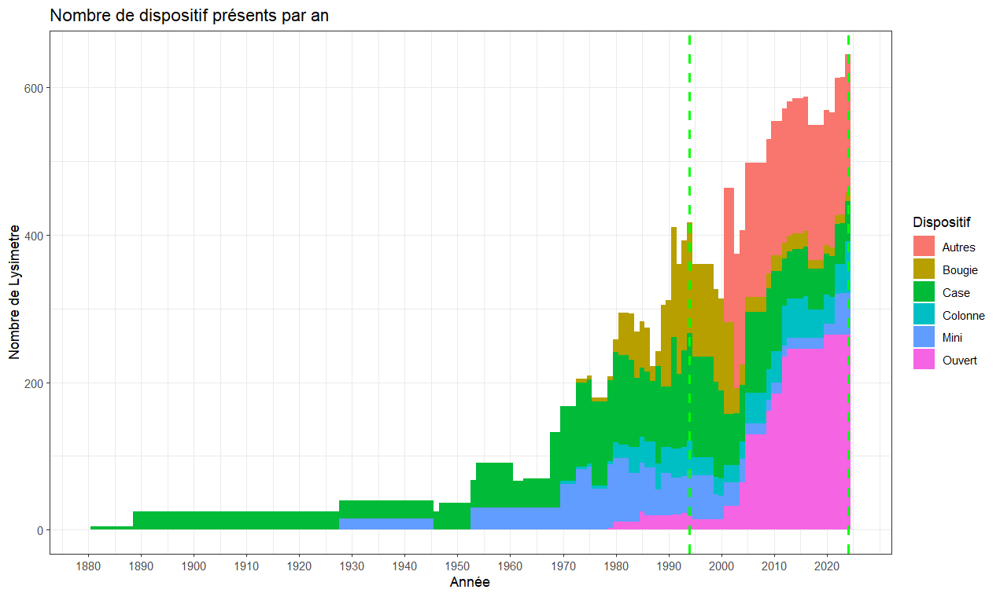 Nombre de dispositif présents par an
Nombre de Lysimetre
600
400
200
0
1880 1890 1900 1910 1920 1930 1940 1950 1960 1970 1980 1990 2000 2010 2020
Année
Dispositif
Autres
Bougie
Case
Colonne
Mini
Ouvert